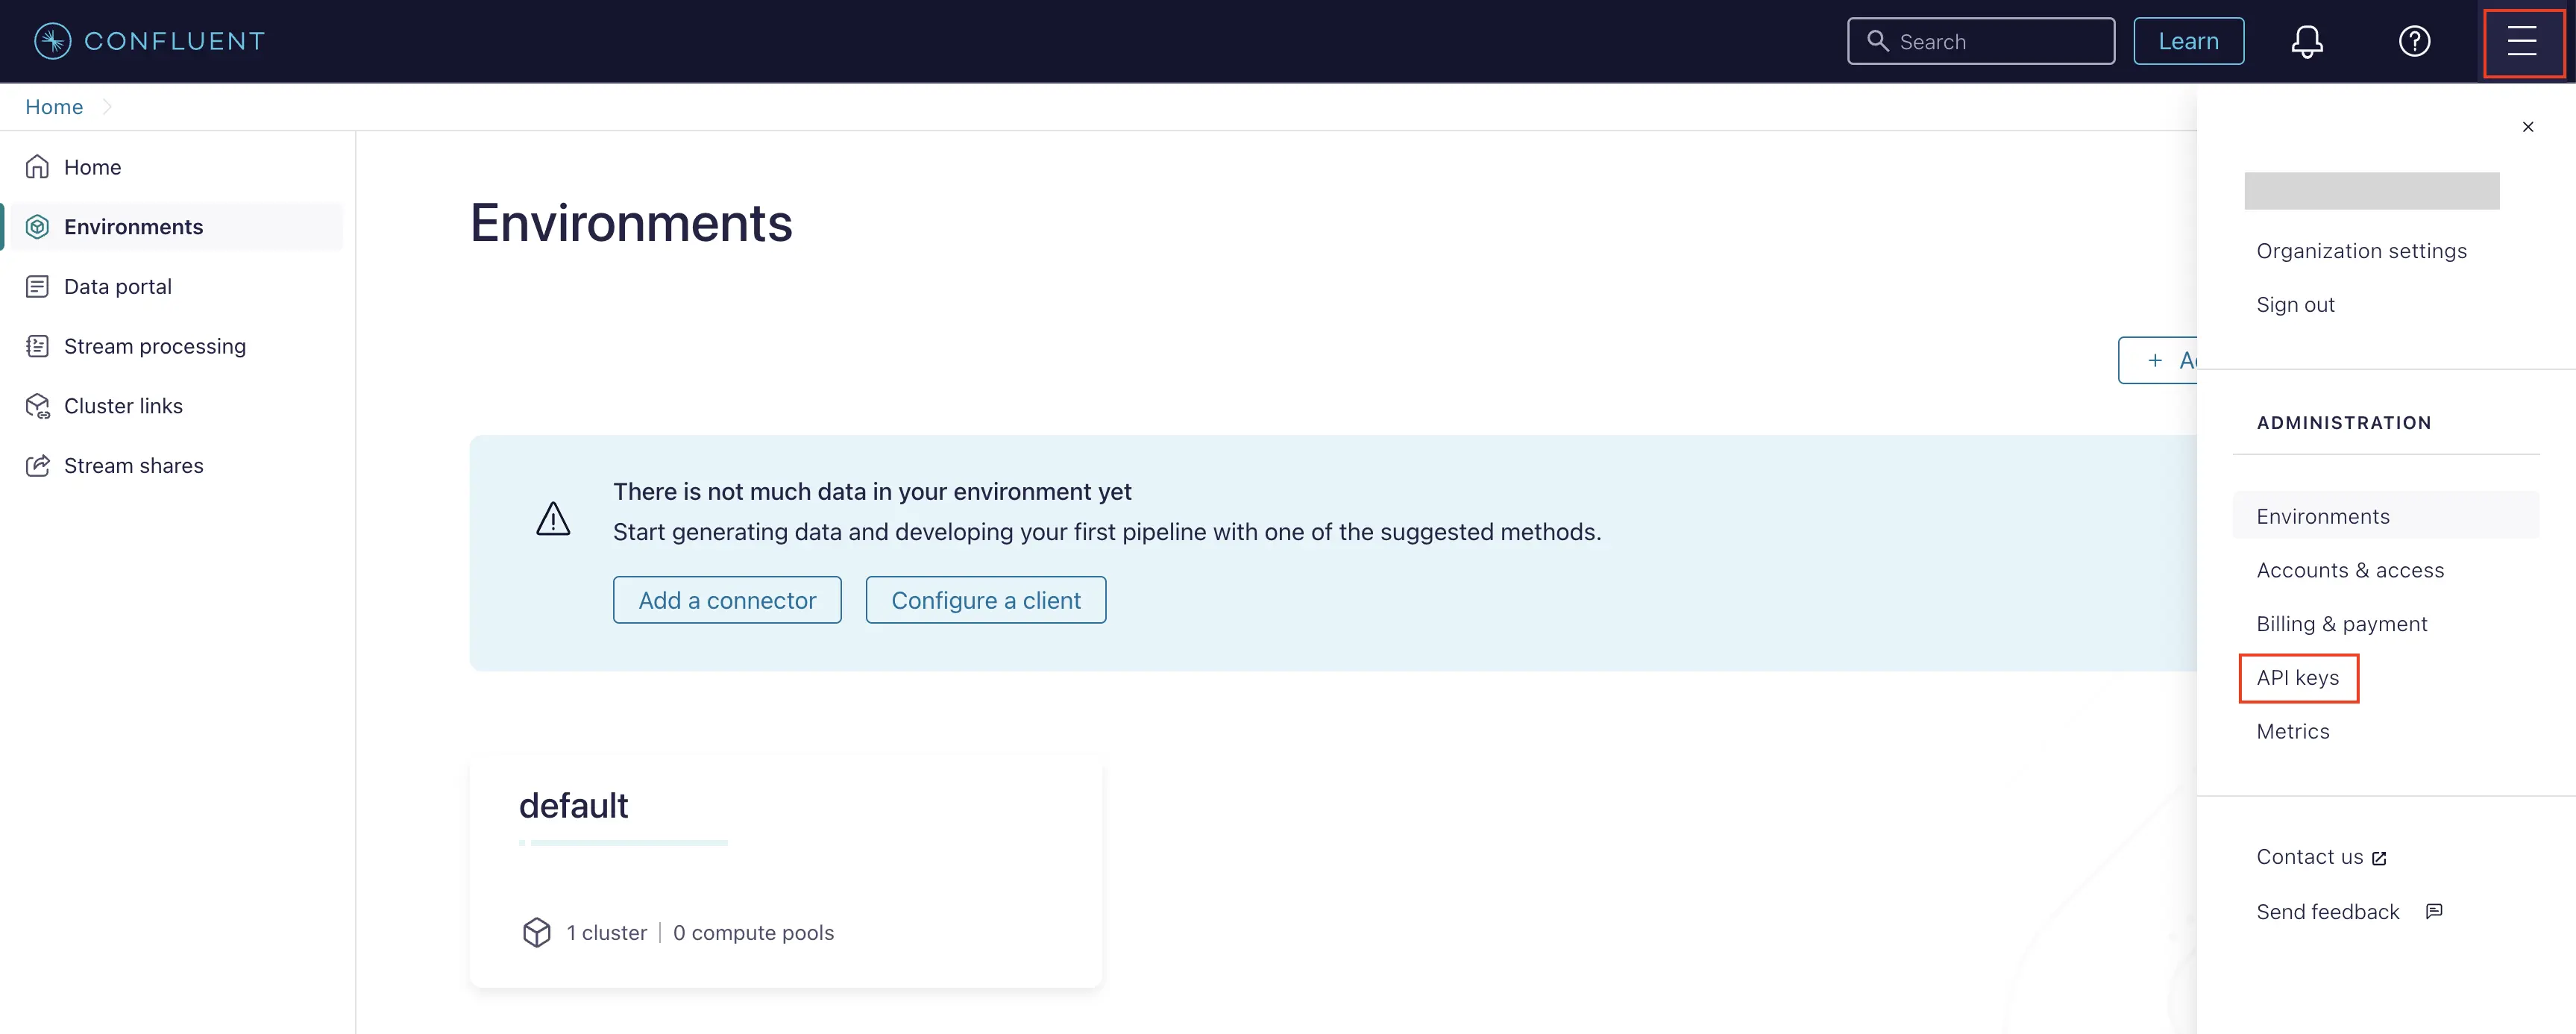 CONFLUENT
Search
Learn
Home
Home
Environments
Data portal
Stream processing
Cluster links
Stream shares
Environments
+
There is not much data in your environment yet
Start generating data and developing your first pipeline with one of the suggested methods.
Add a connector
Configure a client
default
1 cluster | 0 compute pools
Organization settings
Sign out
ADMINISTRATION
Environments
Accounts & access
Billing & payment
API keys
Metrics
Contact us
Send feedback